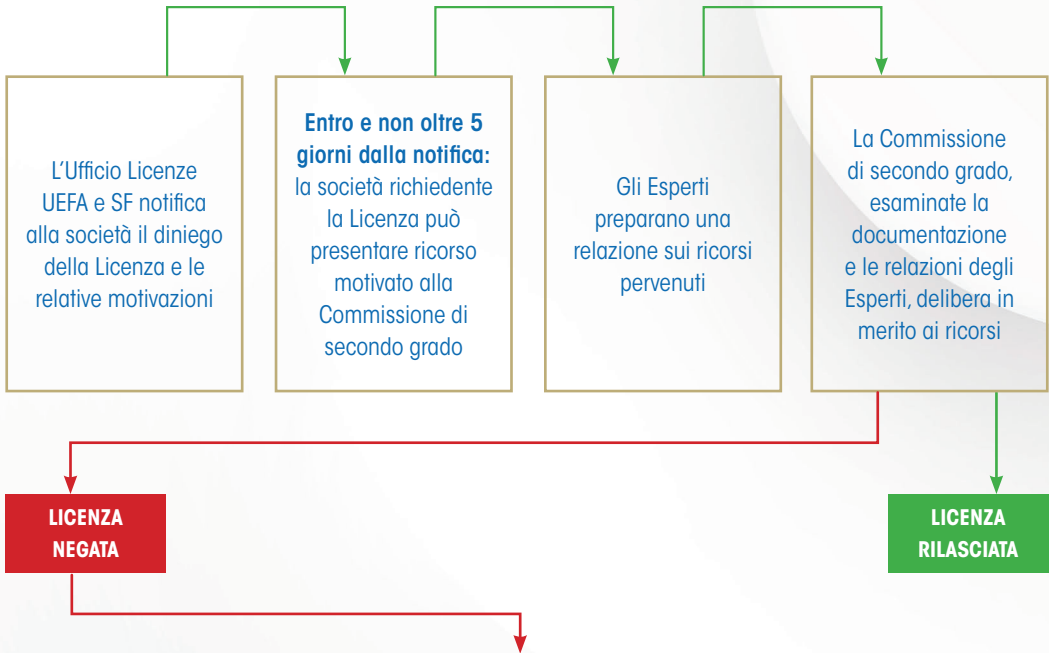 L'Ufficio Licenze
UEFA e SF notifica
alla società il diniego
della Licenza e le
relative motivazioni
Entro e non oltre 5
giorni dalla notifica:
la società richiedente
la Licenza può
presentare ricorso
motivato alla
Commissione di
secondo grado
Gli Esperti
preparano una
relazione sui ricorsi
pervenuti
La Commissione
di secondo grado,
esaminate la
documentazione
e le relazioni degli
Esperti, delibera in
merito ai ricorsi
LICENZA
NEGATA
LICENZA
RILASCIATA